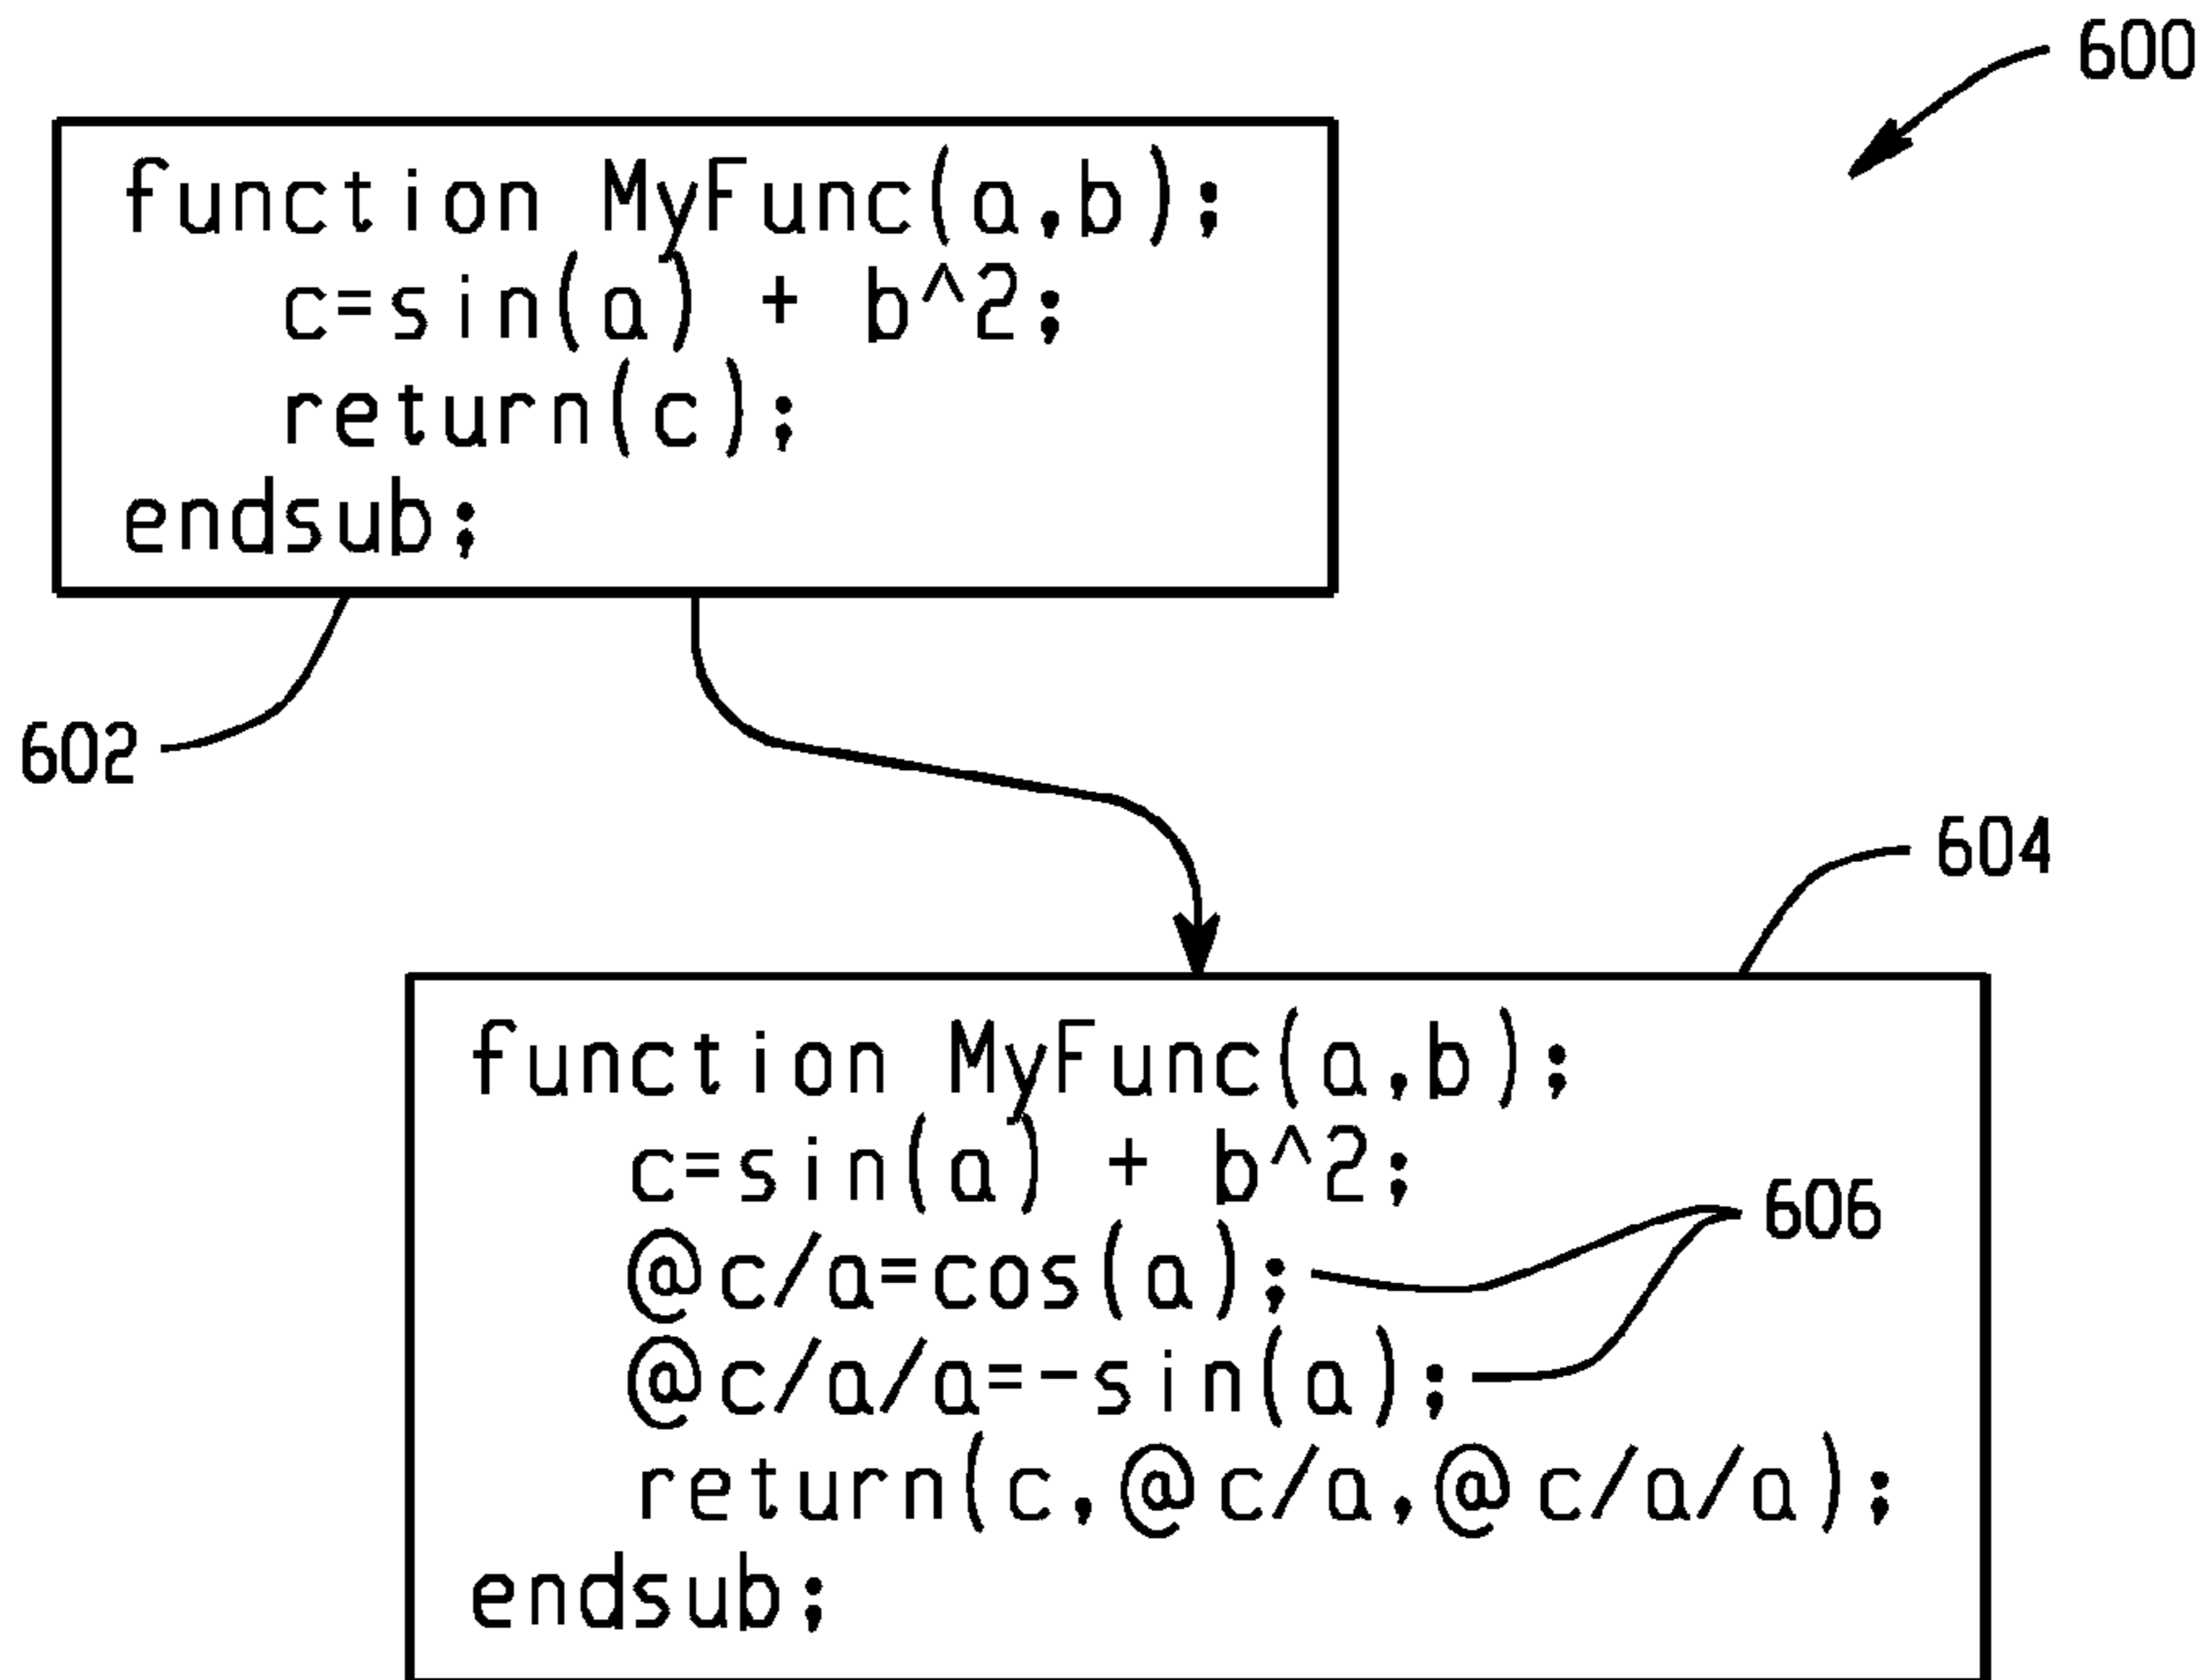 600
function MyFunc(a,b);
c=sin(a) + b^2;
return(c);
endsub;
602
604
function MyFunc(a,b);
c=sin(a) + b^2;
606
@c/a=cos(a);
@c/a/a=-sin(a);
return(c,@c/a,@c/a/a);
endsub;